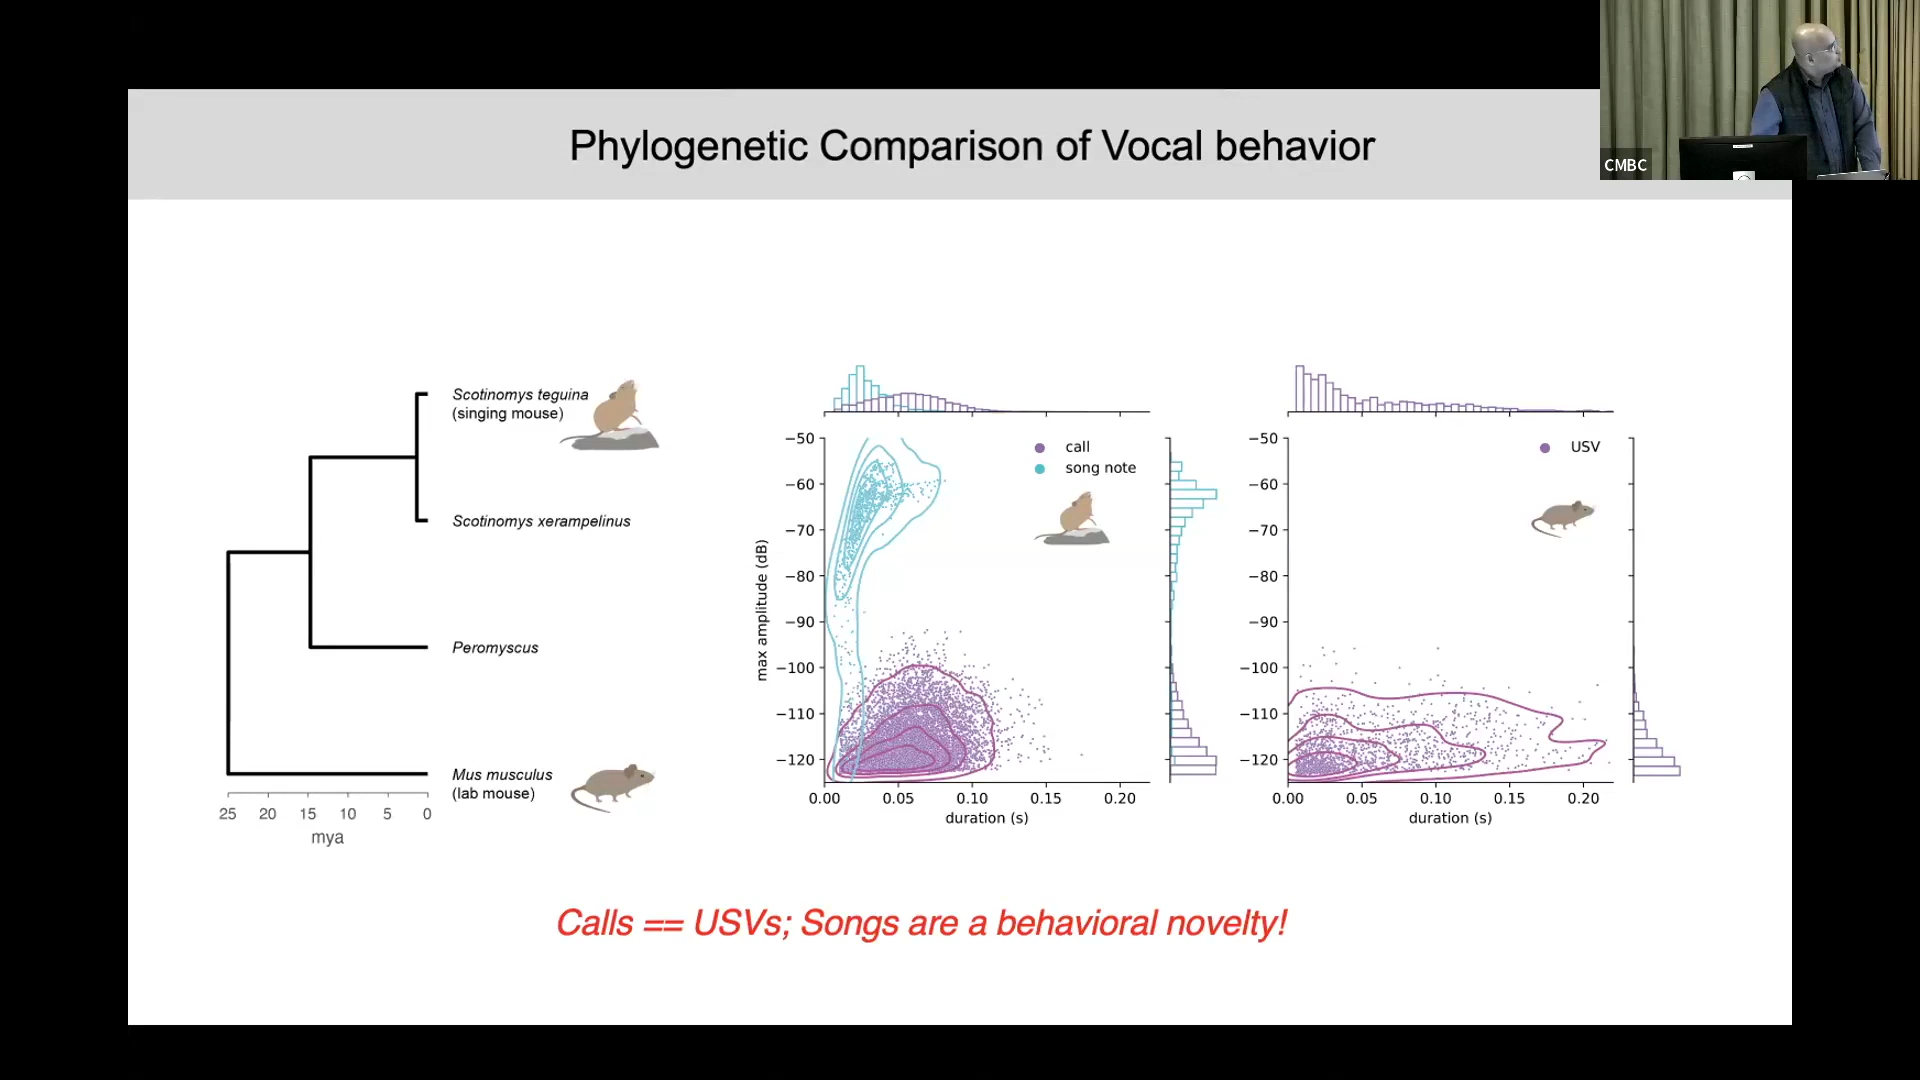 Phylogenetic Comparison of Vocal behavior
CMBC
Scotinomys teguina
(singing mouse)
Scotinomys xerampelinus
Peromyscus
Mus musculus
(lab mouse)
25 20 15 10 5 0
mya
call
song note
max amplitude (dB)
−50
−60
−70
−80
−90
−100
−110
−120
0.00 0.05 0.10 0.15 0.20
duration (s)
USV
−50
−60
−70
−80
−90
−100
−110
−120
0.00 0.05 0.10 0.15 0.20
duration (s)
Calls == USVs; Songs are a behavioral novelty!